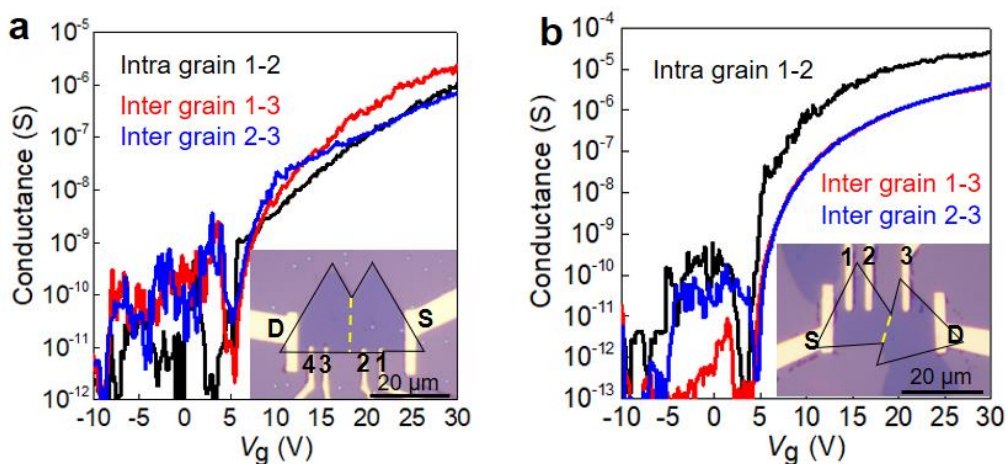 a
Conductance (S)
10⁻⁵
10⁻⁶
10⁻⁷
10⁻⁸
10⁻⁹
10⁻¹⁰
10⁻¹¹
10⁻¹²
Intra grain 1-2
Inter grain 1-3
Inter grain 2-3
D
S
4 3 2 1
20 μm
-10 -5 0 5 10 15 20 25 30
Vg (V)
b
Conductance (S)
10⁻⁴
10⁻⁵
10⁻⁶
10⁻⁷
10⁻⁸
10⁻⁹
10⁻¹⁰
10⁻¹¹
10⁻¹²
10⁻¹³
Intra grain 1-2
Inter grain 1-3
Inter grain 2-3
1 2 3
S
D
20 μm
-10 -5 0 5 10 15 20 25 30
Vg (V)